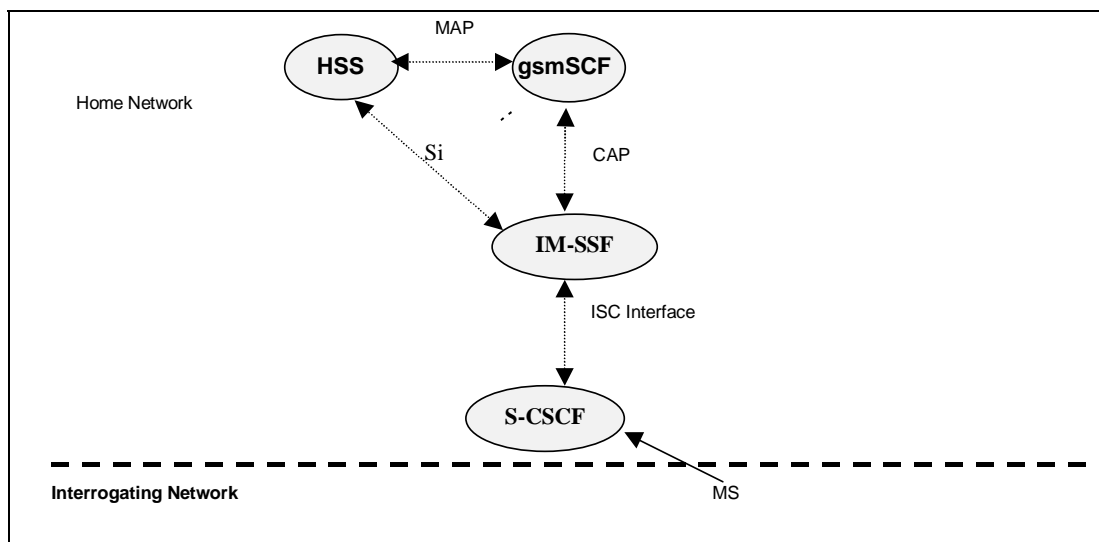 MAP
HSS
gsmSCF
Home Network
Si
CAP
IM-SSF
ISC Interface
S-CSCF
Interrogating Network
MS